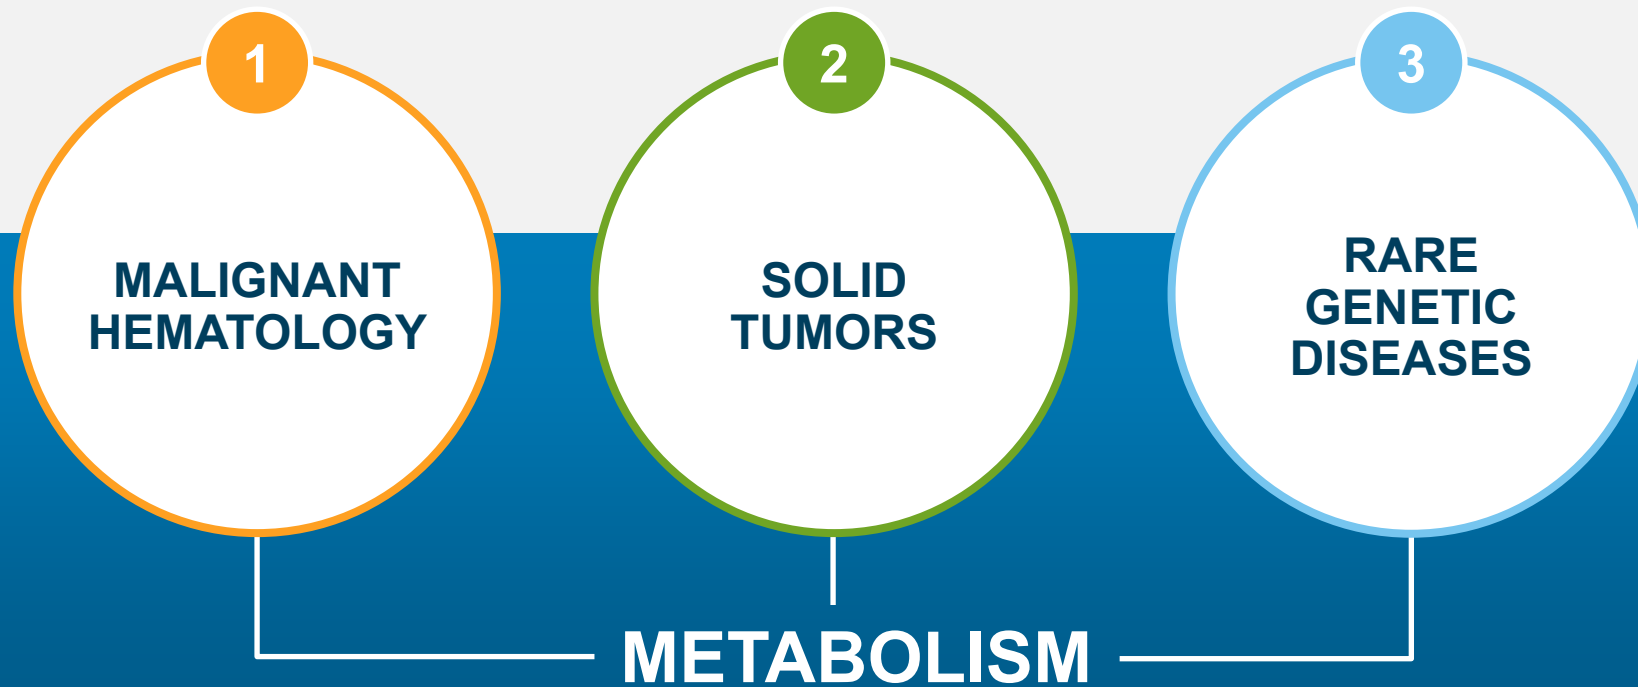 1
MALIGNANT
HEMATOLOGY
2
SOLID
TUMORS
3
RARE
GENETIC
DISEASES
METABOLISM